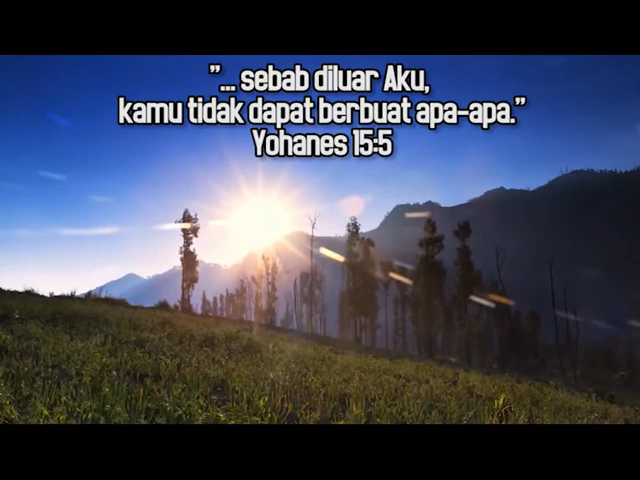 "... sebab diluar Aku,
kamu tidak dapat berbuat apa-apa."
Yohanes 15:5